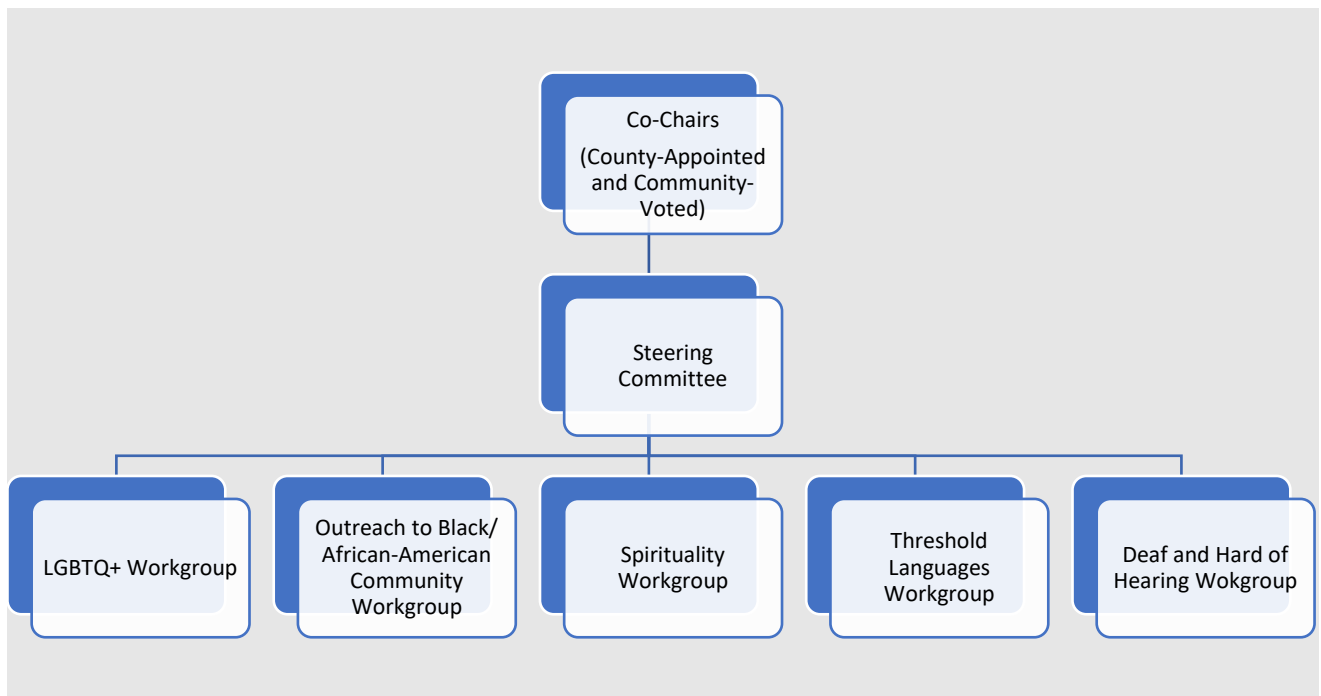 Co-Chairs
(County-Appointed
and Community-
Voted)
Steering
Committee
LGBTQ+ Workgroup
Outreach to Black/
African-American
Community
Workgroup
Spirituality
Workgroup
Threshold
Languages
Workgroup
Deaf and Hard of
Hearing Wokgroup